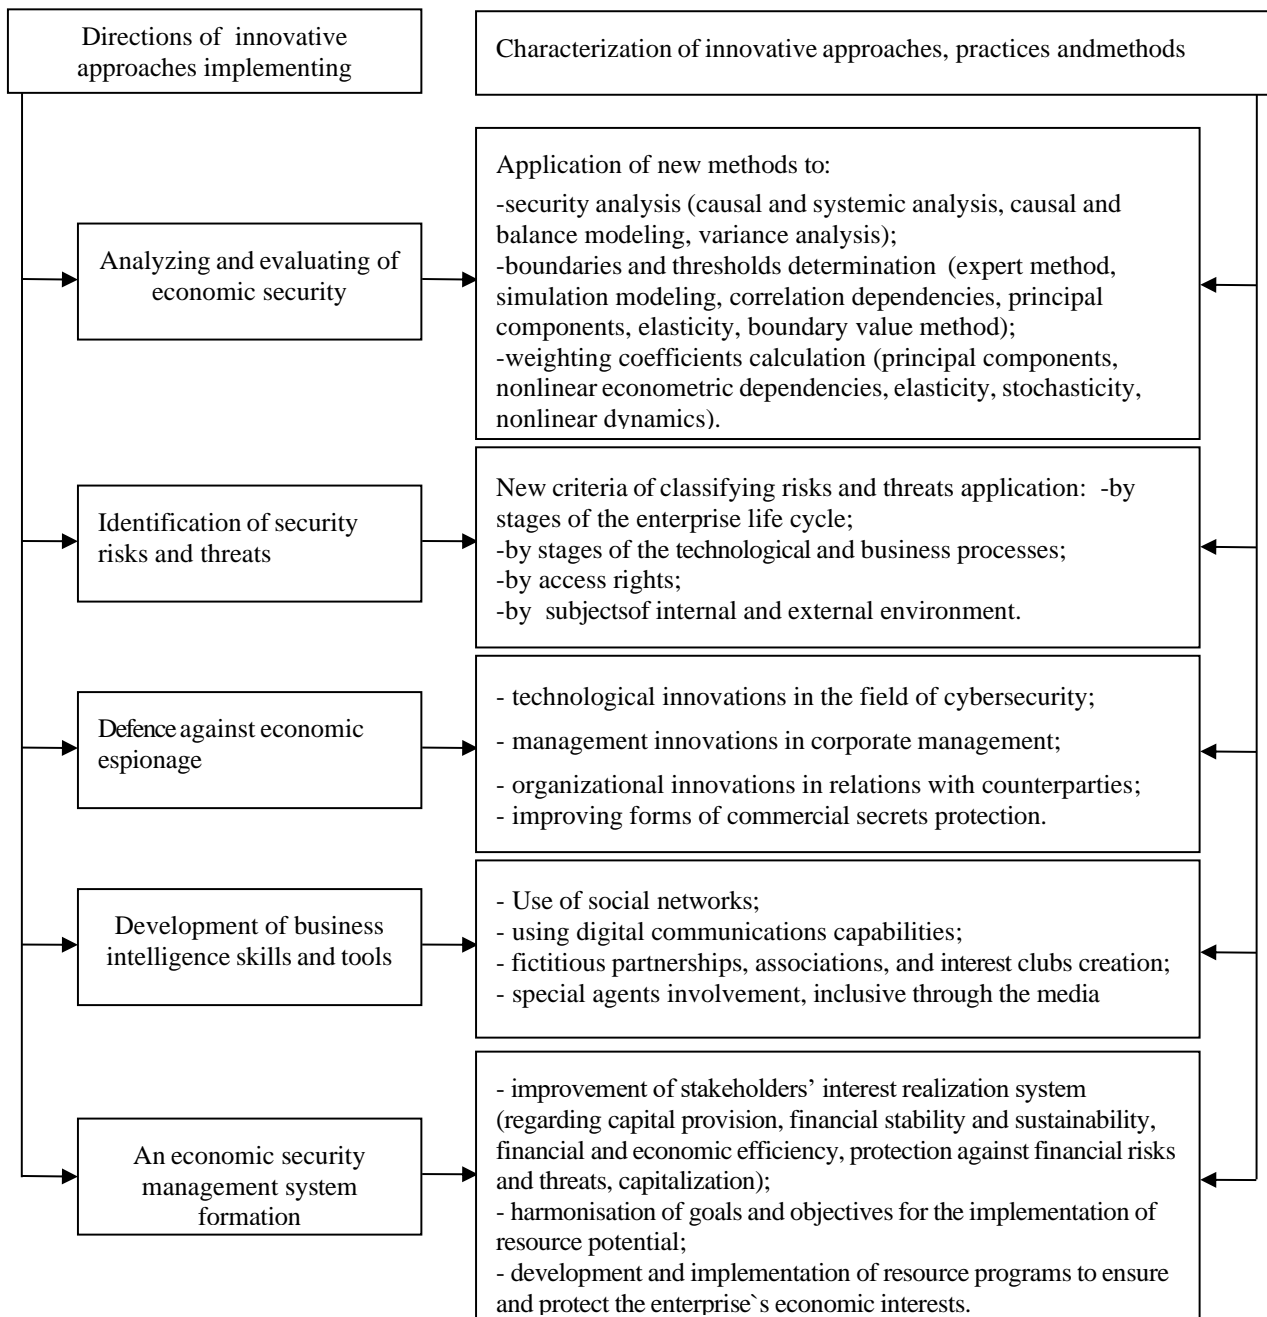 Directions of innovative
approaches implementing
Characterization of innovative approaches, practices andmethods
Analyzing and evaluating of
economic security
Application of new methods to:
-security analysis (causal and systemic analysis, causal and
balance modeling, variance analysis);
-boundaries and thresholds determination (expert method,
simulation modeling, correlation dependencies, principal
components, elasticity, boundary value method);
-weighting coefficients calculation (principal components,
nonlinear econometric dependencies, elasticity, stochasticity,
nonlinear dynamics).
Identification of security
risks and threats
New criteria of classifying risks and threats application: -by
stages of the enterprise life cycle;
-by stages of the technological and business processes;
-by access rights;
-by subjectsof internal and external environment.
Defence against economic
espionage
- technological innovations in the field of cybersecurity;
- management innovations in corporate management;
- organizational innovations in relations with counterparties;
- improving forms of commercial secrets protection.
Development of business
intelligence skills and tools
- Use of social networks;
- using digital communications capabilities;
- fictitious partnerships, associations, and interest clubs creation;
- special agents involvement, inclusive through the media
An economic security
management system
formation
- improvement of stakeholders’ interest realization system
(regarding capital provision, financial stability and sustainability,
financial and economic efficiency, protection against financial risks
and threats, capitalization);
- harmonisation of goals and objectives for the implementation of
resource potential;
- development and implementation of resource programs to ensure
and protect the enterprise`s economic interests.